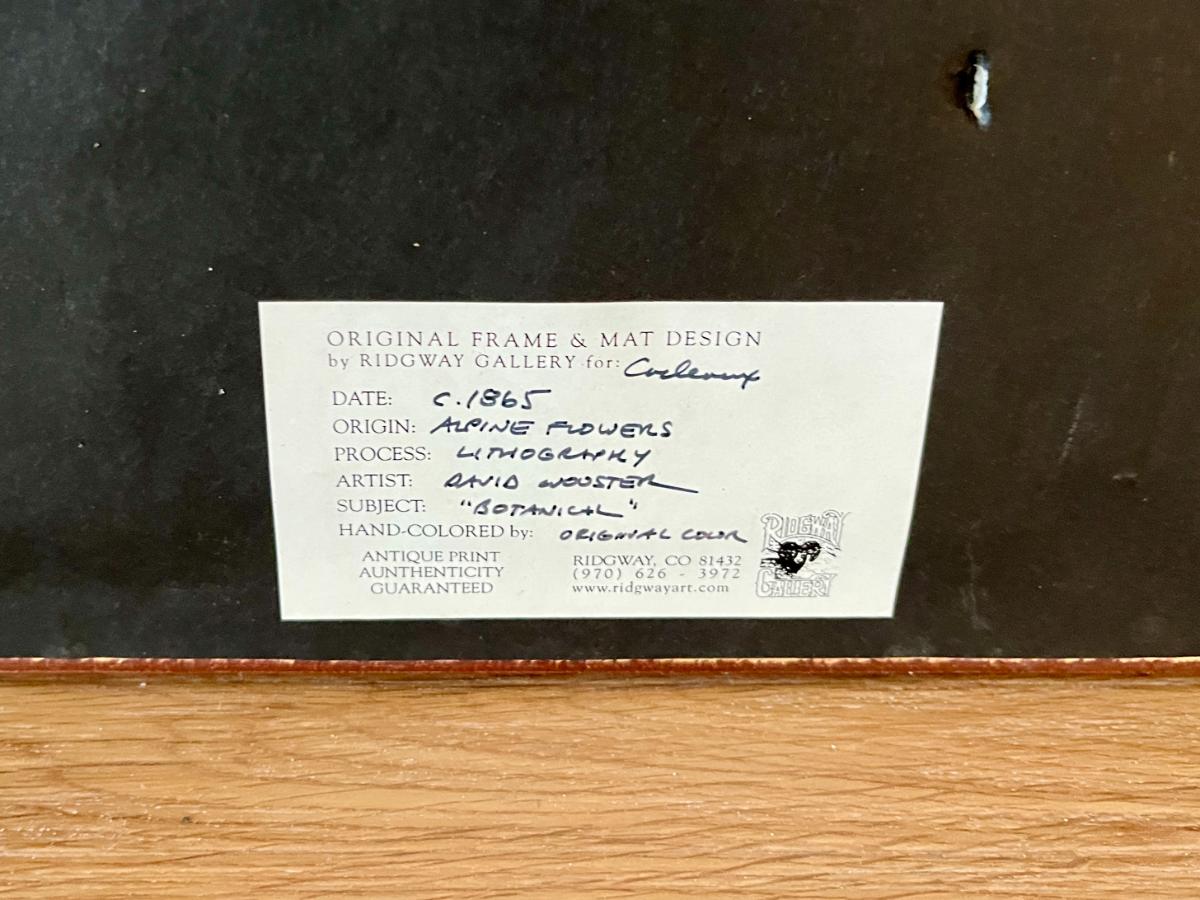 ORIGINAL FRAME & MAT DESIGN
by RIDGWAY GALLERY for:
DATE: C. 1865
ORIGIN: ALPINE FLOWERS
PROCESS: LITHOGRAPHY
ARTIST: DAVID WOOSTER
SUBJECT: "BOTANICAL"
HAND-COLORED by: ORIGINAL COLOR
ANTIQUE PRINT
AUNTHENTICITY
GUARANTEED
RIDGWAY, CO 81432
(970) 626 - 3972
www.ridgwayart.com
RIDGWAY
GALLERY